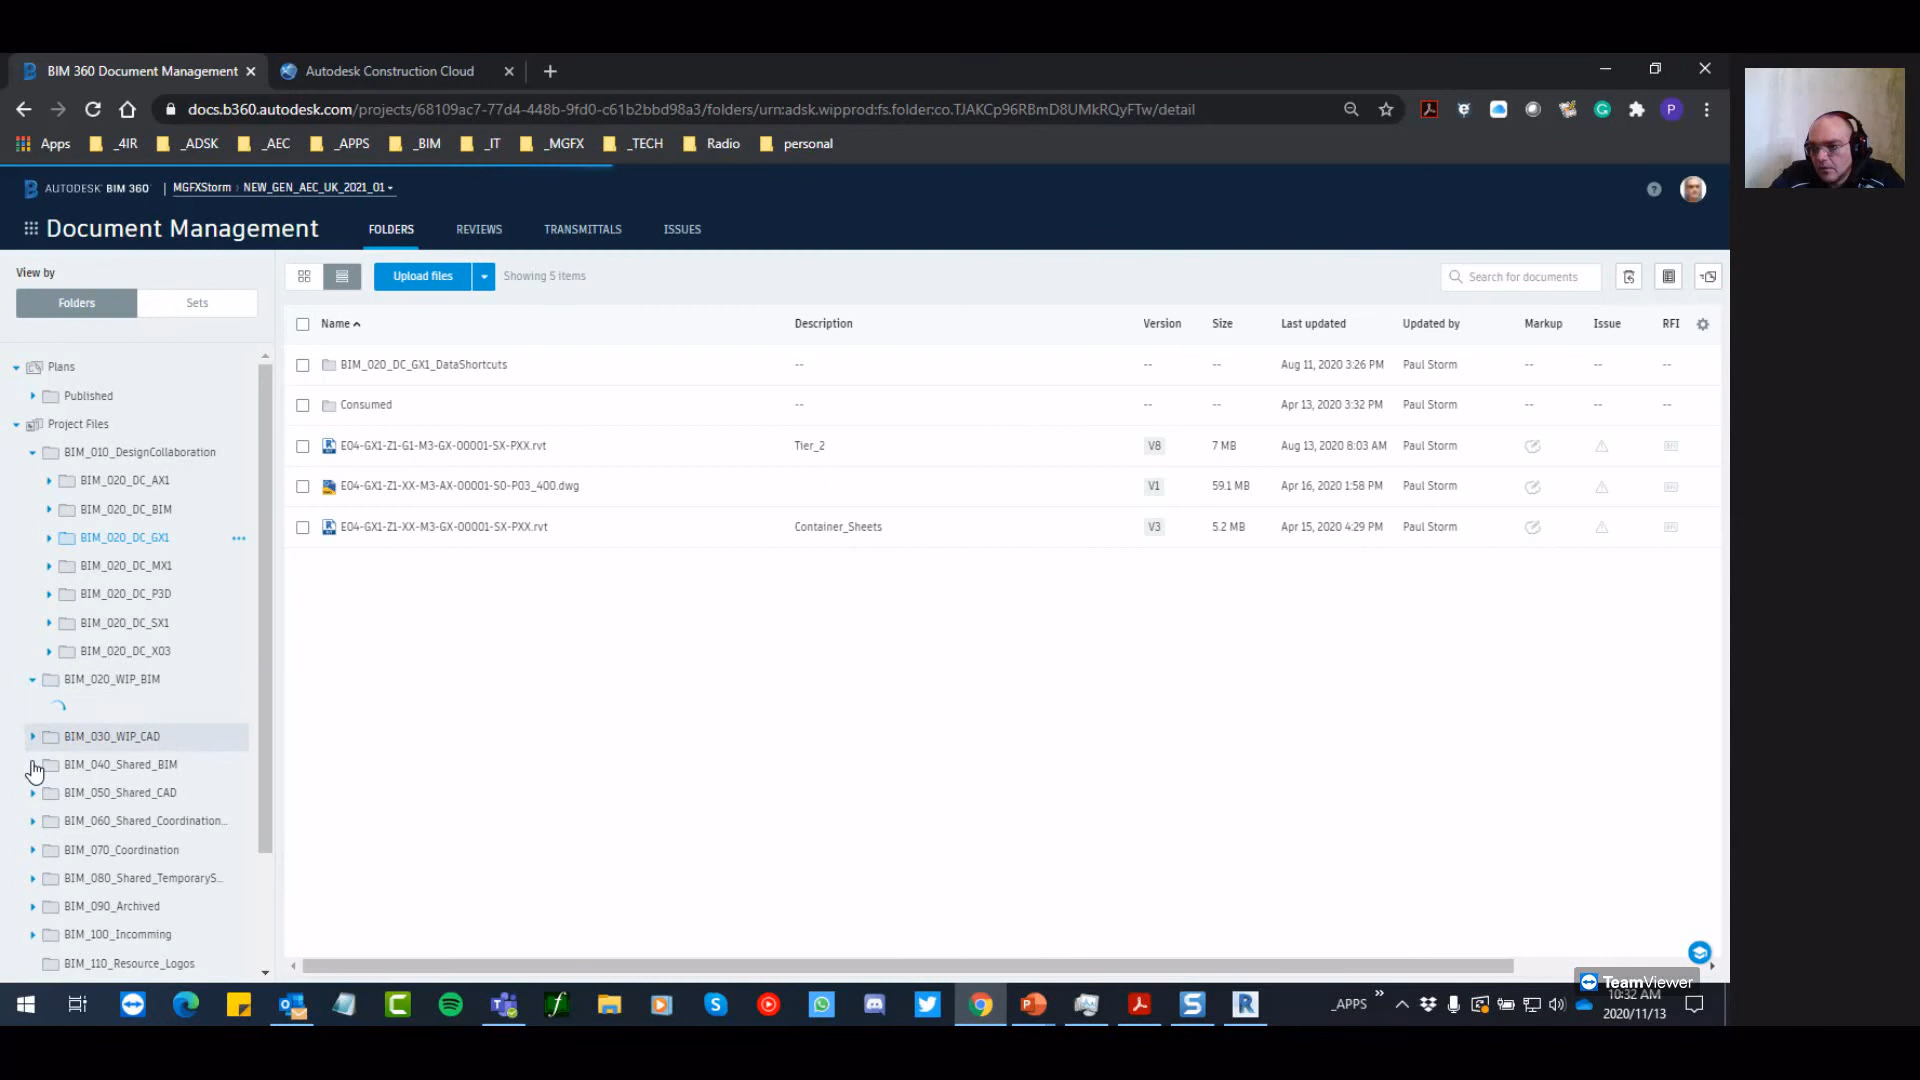 BIM 360 Document Management
Autodesk Construction Cloud
docs.b360.autodesk.com/projects/68109ac7-77d4-448b-9fd0-c61b2bbd98a3/folders/urn:adsk.wipprod:fs.folder:co.TJAKCp96RBmD8UMkRQyFTw/detail
Apps _4IR _ADSK _AEC _APPS _BIM _IT _MGFX _TECH Radio personal
AUTODESK BIM 360 MGFXStorm › NEW_GEN_AEC_UK_2021_01
Document Management FOLDERS REVIEWS TRANSMITTALS ISSUES
View by
Folders Sets
Upload files Showing 5 items Search for documents
Name Description Version Size Last updated Updated by Markup Issue RFI
BIM_020_DC_GX1_DataShortcuts -- -- -- Aug 11, 2020 3:26 PM Paul Storm -- -- --
Consumed -- -- -- Apr 13, 2020 3:32 PM Paul Storm -- -- --
E04-GX1-Z1-G1-M3-GX-00001-SX-PXX.rvt Tier_2 V8 7 MB Aug 13, 2020 8:03 AM Paul Storm
E04-GX1-Z1-XX-M3-AX-00001-S0-P03_400.dwg V1 59.1 MB Apr 16, 2020 1:58 PM Paul Storm
E04-GX1-Z1-XX-M3-GX-00001-SX-PXX.rvt Container_Sheets V3 5.2 MB Apr 15, 2020 4:29 PM Paul Storm
Plans
Published
Project Files
BIM_010_DesignCollaboration
BIM_020_DC_AX1
BIM_020_DC_BIM
BIM_020_DC_GX1
BIM_020_DC_MX1
BIM_020_DC_P3D
BIM_020_DC_SX1
BIM_020_DC_X03
BIM_020_WIP_BIM
BIM_030_WIP_CAD
BIM_040_Shared_BIM
BIM_050_Shared_CAD
BIM_060_Shared_Coordination...
BIM_070_Coordination
BIM_080_Shared_TemporaryS...
BIM_090_Archived
BIM_100_Incomming
BIM_110_Resource_Logos
TeamViewer
_APPS
10:32 AM
2020/11/13